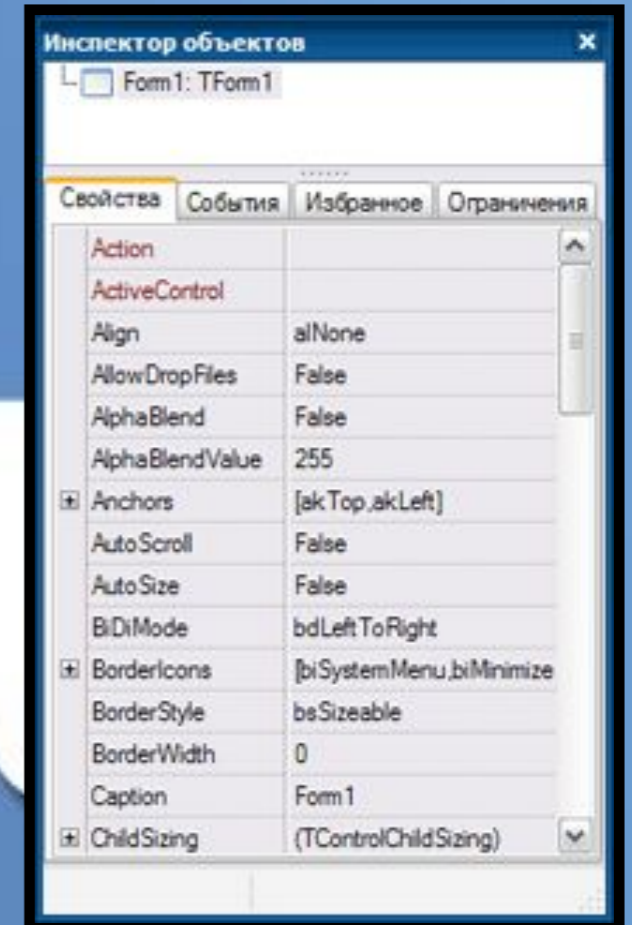 Инспектор объектов
Form1: TForm1
Свойства События Избранное Ограничения
Action
ActiveControl
Align alNone
AllowDropFiles False
AlphaBlend False
AlphaBlendValue 255
Anchors [akTop,akLeft]
AutoScroll False
AutoSize False
BiDiMode bdLeftToRight
BorderIcons [biSystemMenu,biMinimize
BorderStyle bsSizeable
BorderWidth 0
Caption Form1
ChildSizing (TControlChildSizing)